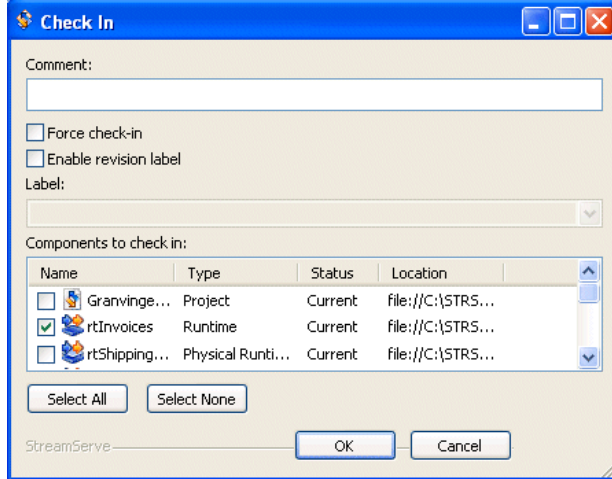 Check In
Comment:
Force check-in
Enable revision label
Label:
Components to check in:
Name Type Status Location
Granvinge... Project Current file://C:\STRS...
rtInvoices Runtime Current file://C:\STRS...
rtShipping... Physical Runti... Current file://C:\STRS...
Select All Select None
StreamServe OK Cancel